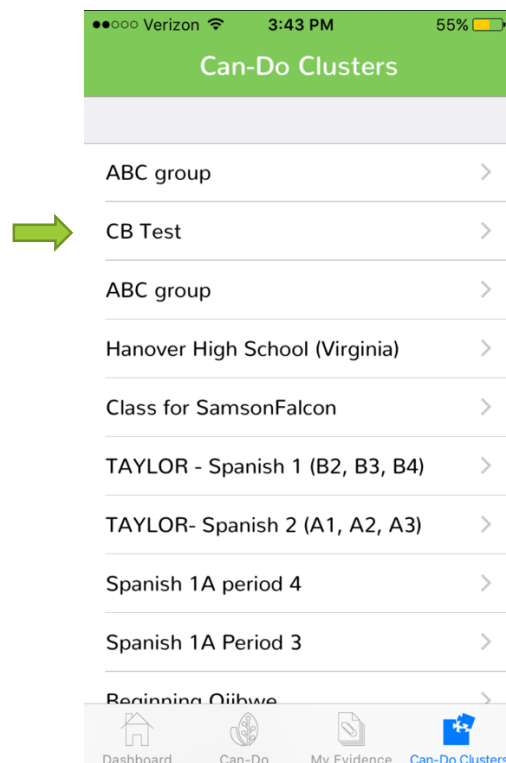 Verizon 3:43 PM 55%
Can-Do Clusters
ABC group
CB Test
ABC group
Hanover High School (Virginia)
Class for SamsonFalcon
TAYLOR - Spanish 1 (B2, B3, B4)
TAYLOR- Spanish 2 (A1, A2, A3)
Spanish 1A period 4
Spanish 1A Period 3
Beginning Ojibwe
Dashboard Can-Do My Evidence Can-Do Clusters